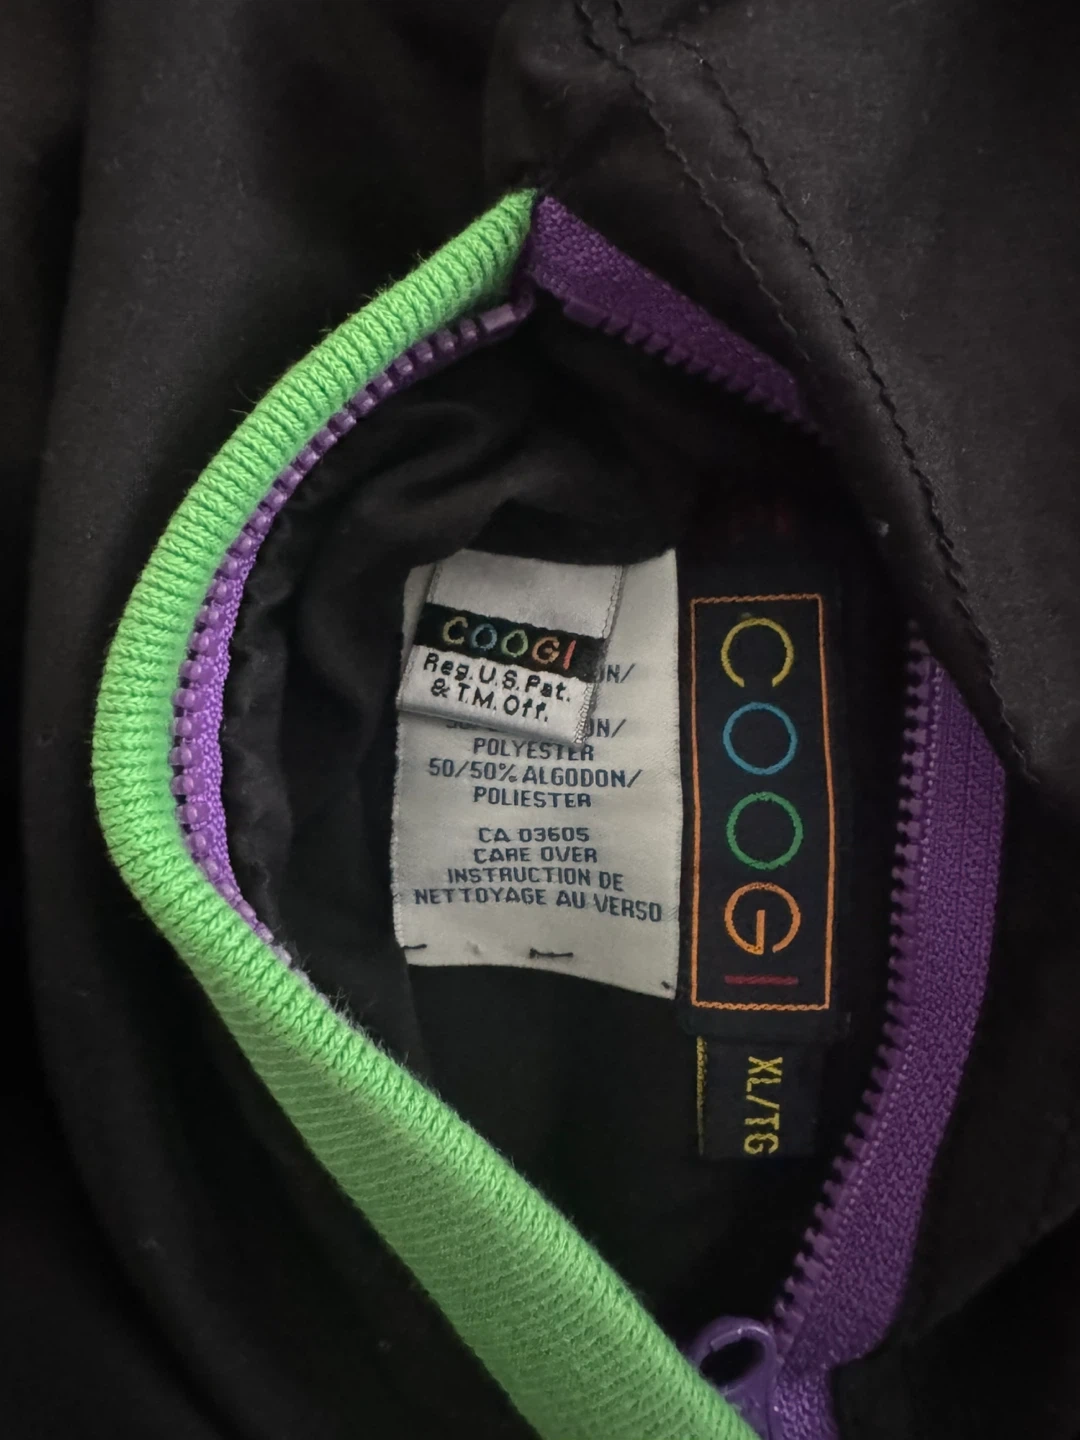 COOGI
Reg. U.S. Pat.
& T.M. Off.
POLYESTER
50/50% ALGODON/
POLIESTER
CA 03605
CARE OVER
INSTRUCTION DE
NETTOYAGE AU VERSO
COOGI
XL/TG